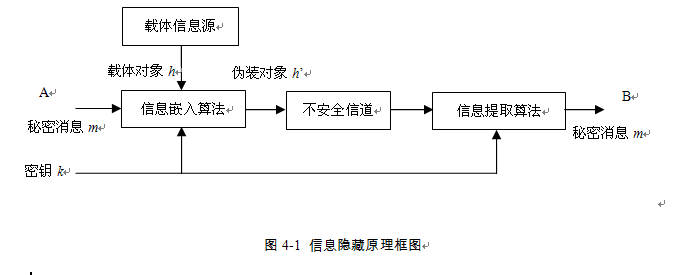 载体信息源
载体对象 h
伪装对象 h'
A
信息嵌入算法
不安全信道
信息提取算法
B
秘密消息 m
秘密消息 m
密钥 k
图 4-1 信息隐藏原理框图